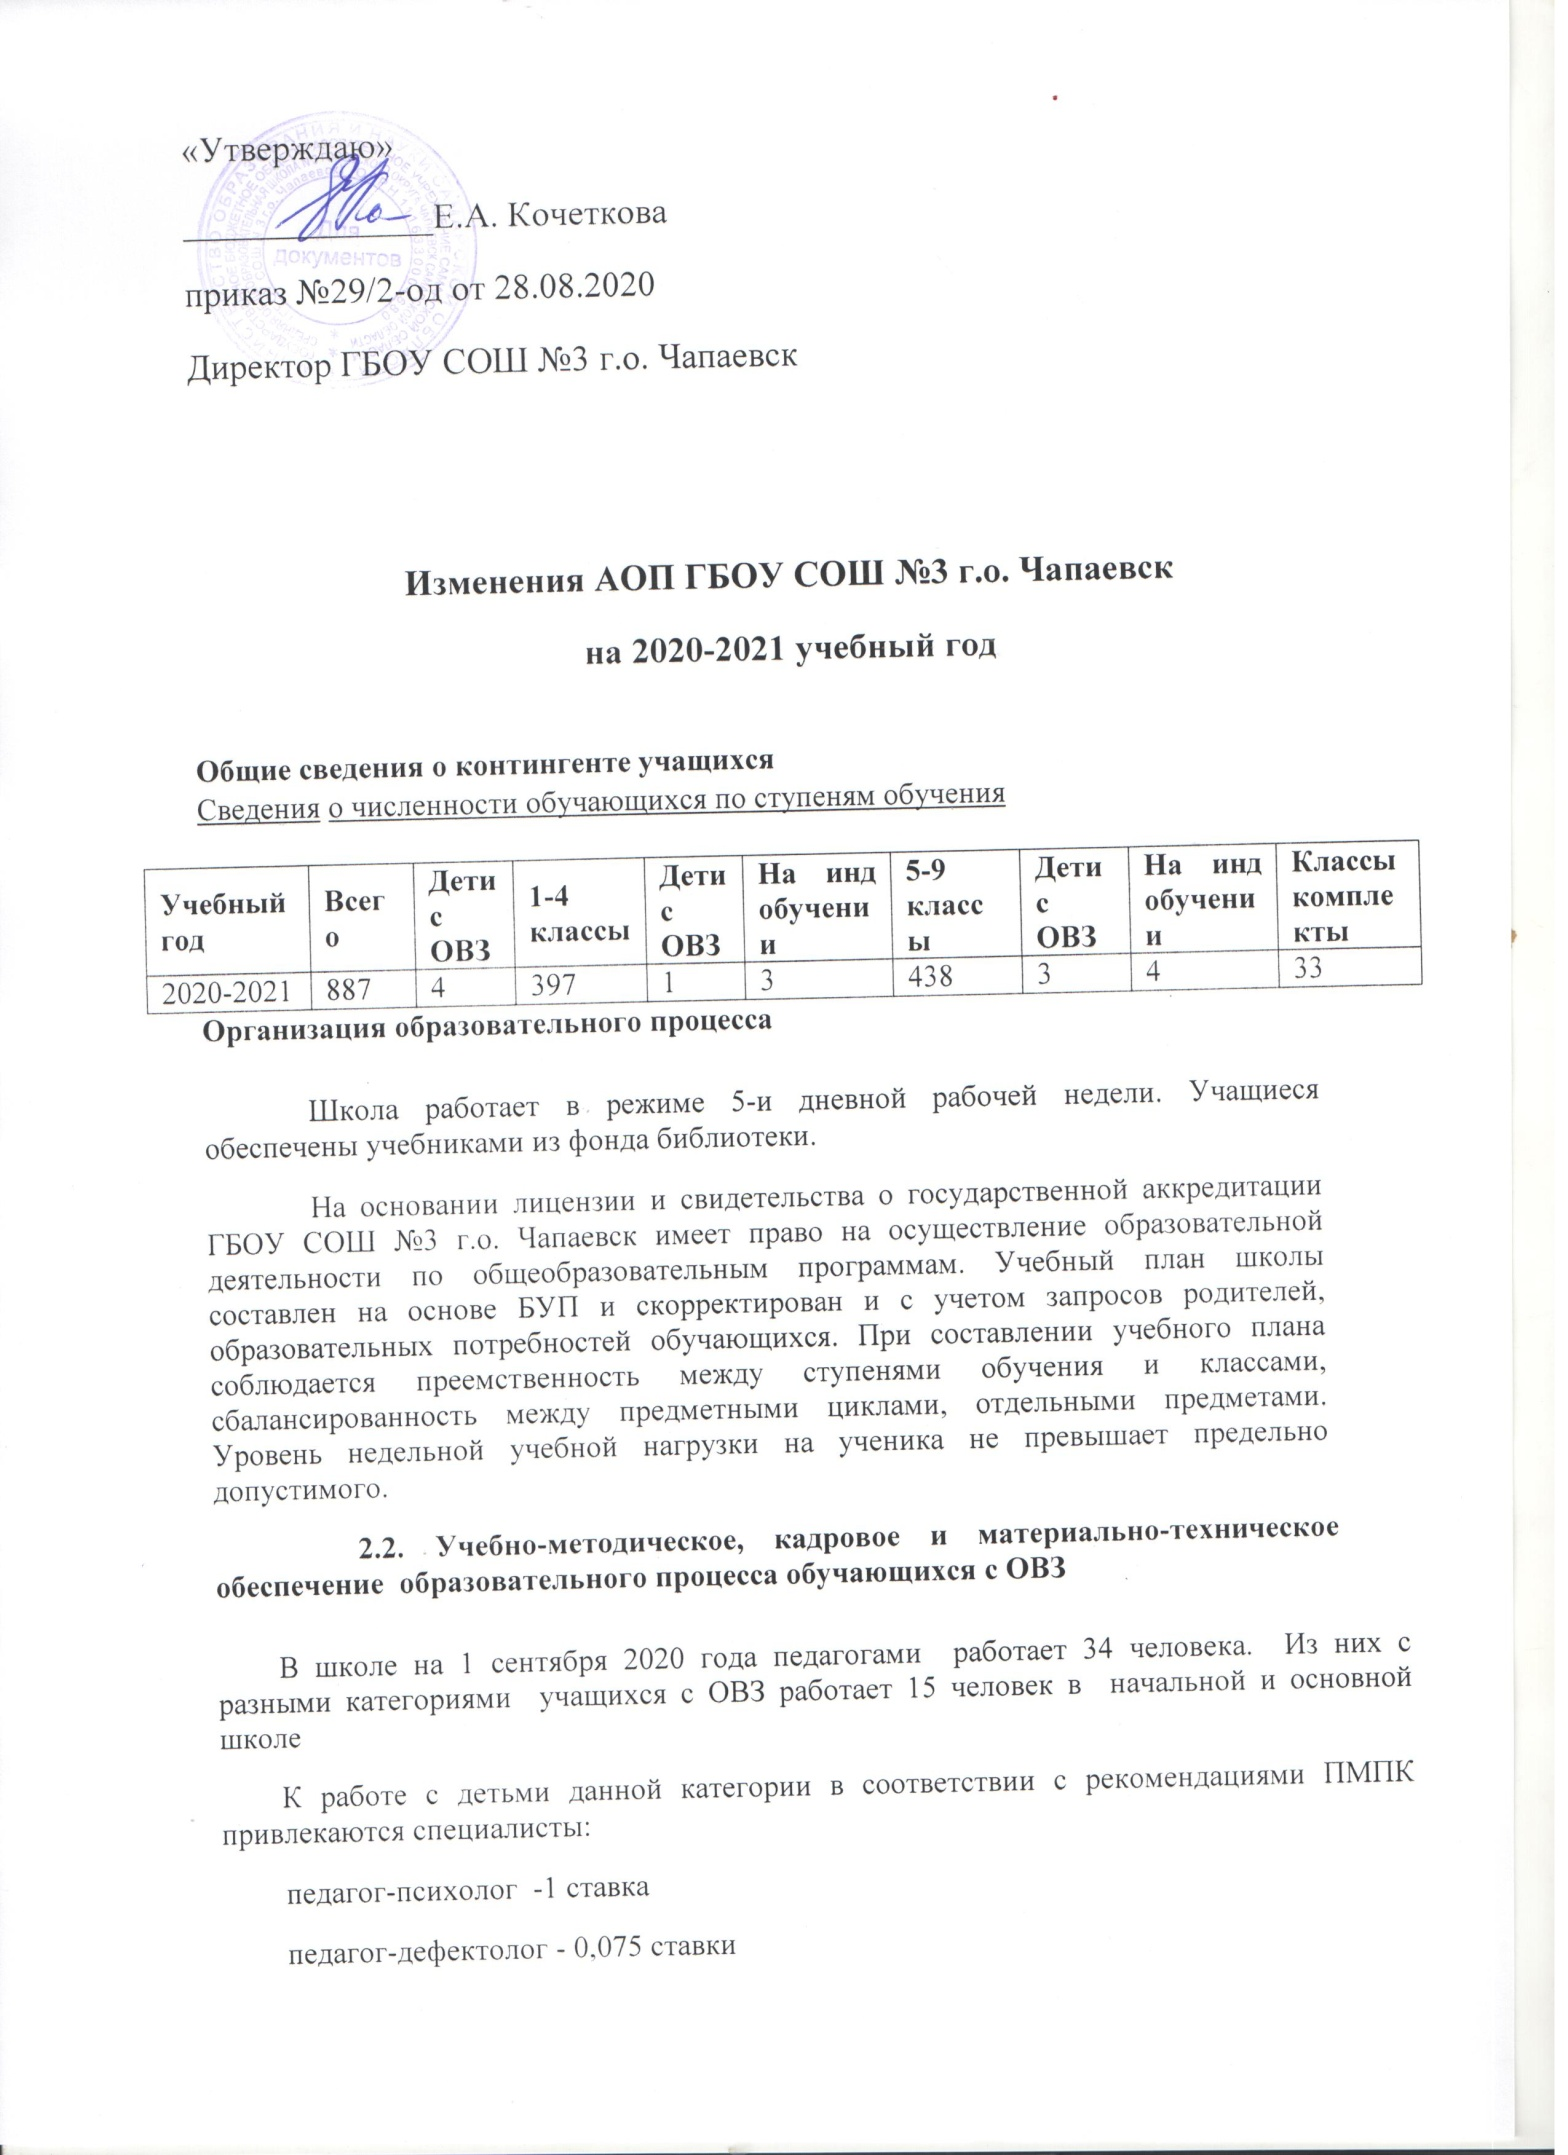 «Утверждаю»
Е.А. Кочеткова
Для
документов
приказ №29/2-од от 28.08.2020
Директор ГБОУ СОШ №3 г.о. Чапаевск
Изменения АОП ГБОУ СОШ №3 г.о. Чапаевск
на 2020-2021 учебный год
Общие сведения о контингенте учащихся
Сведения о численности обучающихся по ступеням обучения
Учебный год | Всег о | Дети с ОВЗ | 1-4 классы | Дети с ОВЗ | На инд обучени и | 5-9 класс ы | Дети с ОВЗ | На инд обучени и | Классы компле кты
2020-2021 | 887 | 4 | 397 | 1 | 3 | 438 | 3 | 4 | 33
Организация образовательного процесса
Школа работает в режиме 5-и дневной рабочей недели. Учащиеся
обеспечены учебниками из фонда библиотеки.
На основании лицензии и свидетельства о государственной аккредитации
ГБОУ СОШ №3 г.о. Чапаевск имеет право на осуществление образовательной
деятельности по общеобразовательным программам. Учебный план школы
составлен на основе БУП и скорректирован и с учетом запросов родителей,
образовательных потребностей обучающихся. При составлении учебного плана
соблюдается преемственность между ступенями обучения и классами,
сбалансированность между предметными циклами, отдельными предметами.
Уровень недельной учебной нагрузки на ученика не превышает предельно
допустимого.
2.2. Учебно-методическое, кадровое и материально-техническое
обеспечение образовательного процесса обучающихся с ОВЗ
В школе на 1 сентября 2020 года педагогами работает 34 человека. Из них с
разными категориями учащихся с ОВЗ работает 15 человек в начальной и основной
школе
К работе с детьми данной категории в соответствии с рекомендациями ПМПК
привлекаются специалисты:
педагог-психолог -1 ставка
педагог-дефектолог - 0,075 ставки